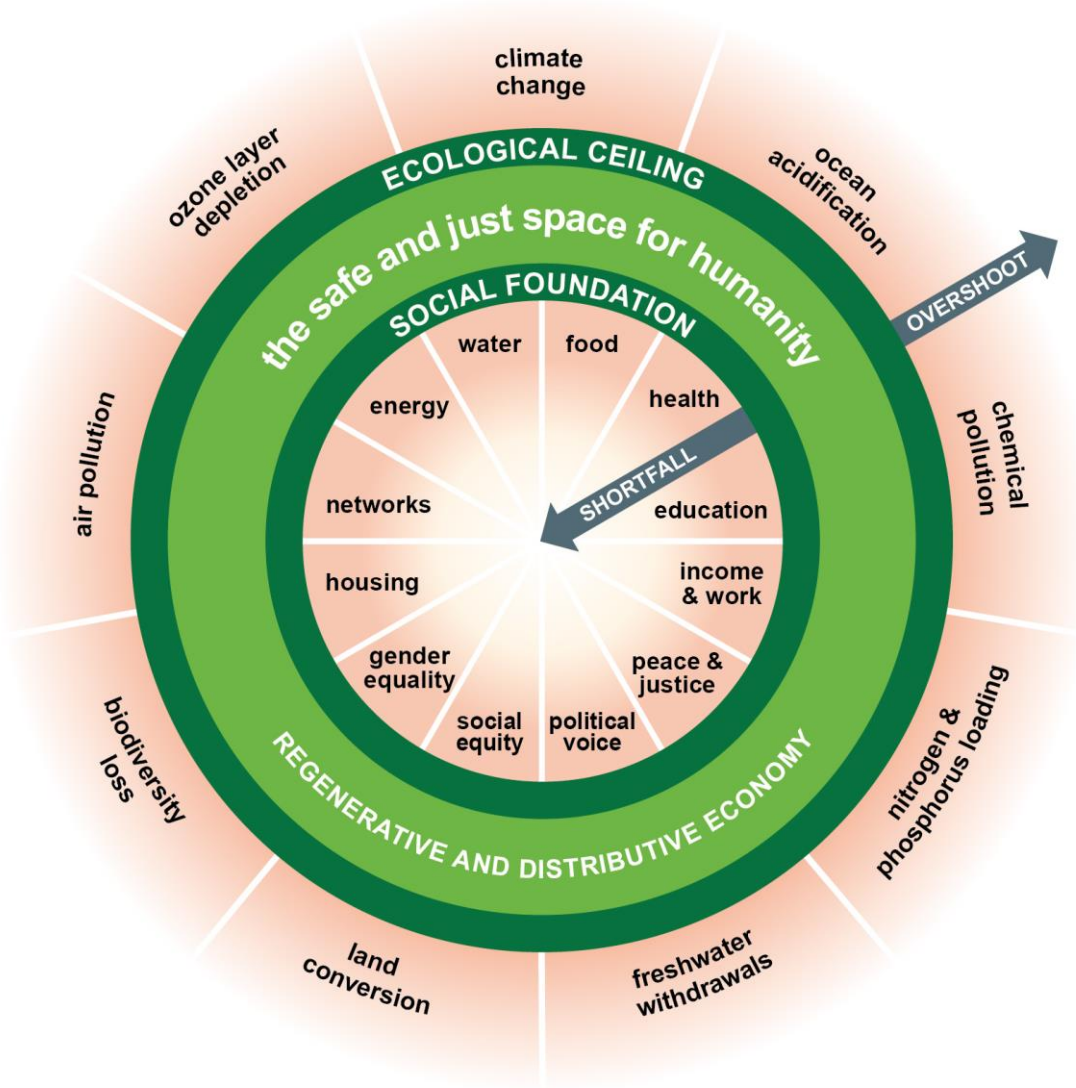 climate
change
ocean
acidification
OVERSHOOT
chemical
pollution
nitrogen &
phosphorus loading
freshwater
withdrawals
land
conversion
biodiversity
loss
air pollution
ozone layer
depletion
ECOLOGICAL CEILING
the safe and just space for humanity
SOCIAL FOUNDATION
water
food
health
SHORTFALL
education
income
& work
peace &
justice
political
voice
social
equity
gender
equality
housing
networks
energy
REGENERATIVE AND DISTRIBUTIVE ECONOMY